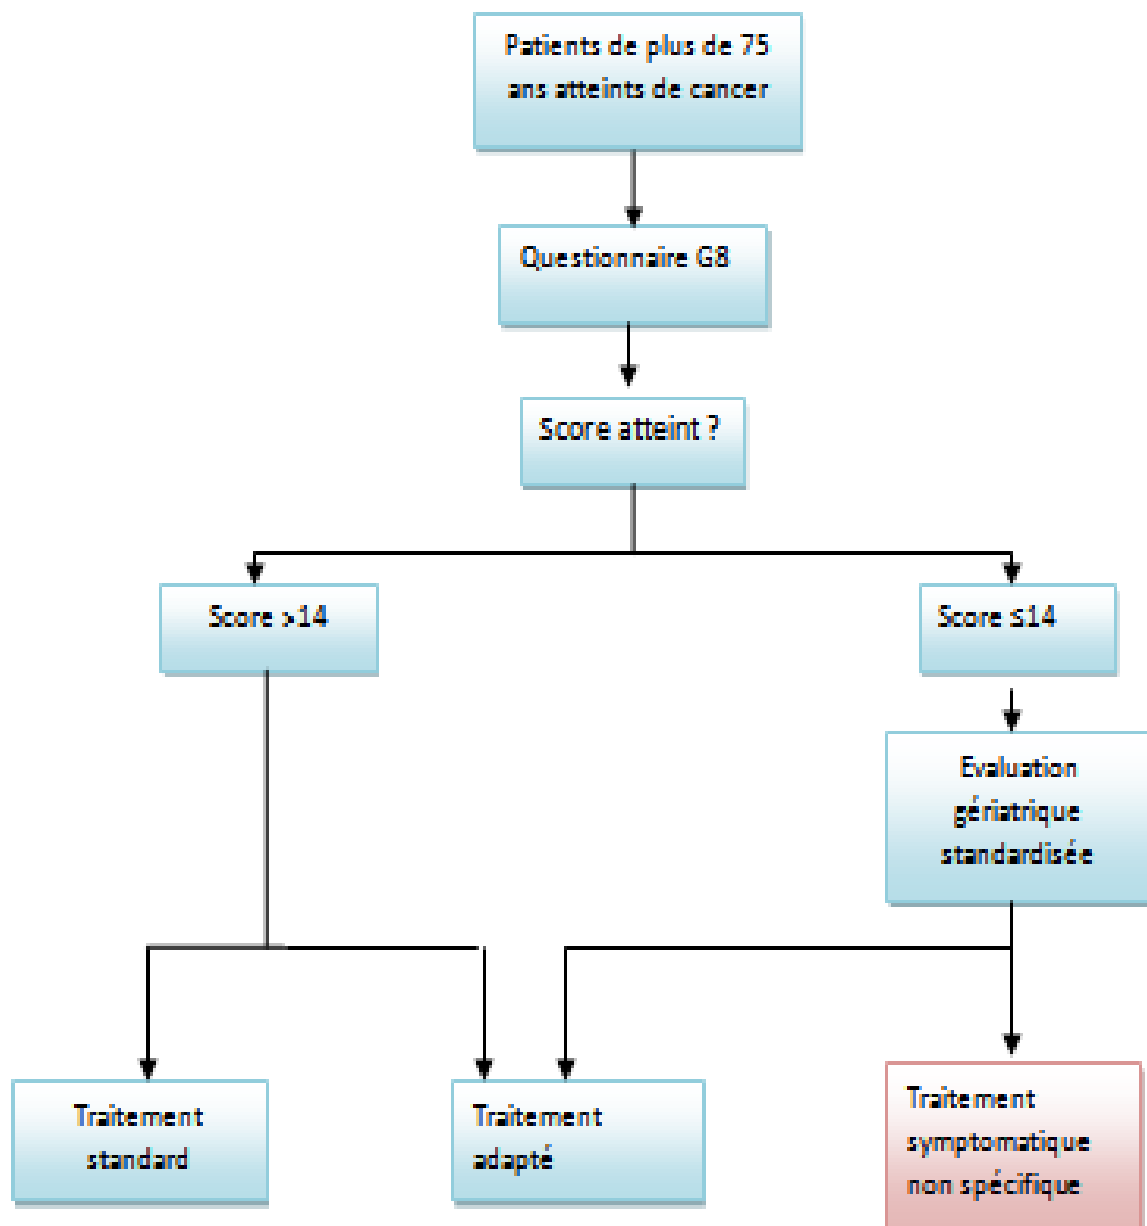 Patients de plus de 75
ans atteints de cancer
Questionnaire G8
Score atteint ?
Score >14
Score ≤14
Evaluation
gériatrique
standardisée
Traitement
standard
Traitement
adapté
Traitement
symptomatique
non spécifique